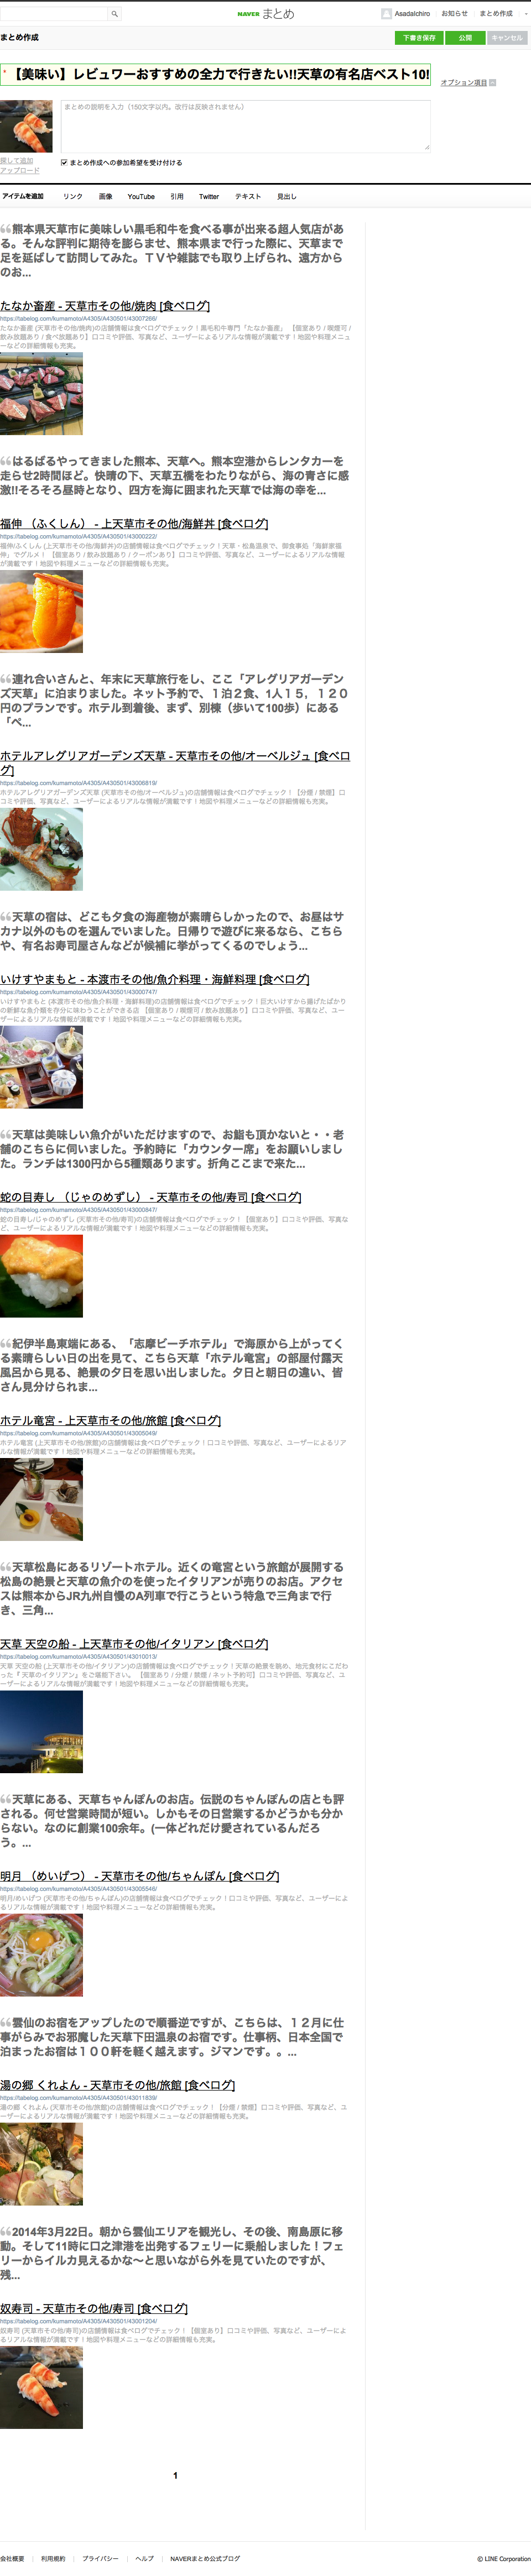 NAVER まとめ
AsadaIchiro お知らせ まとめ作成
まとめ作成
下書き保存 公開 キャンセル
* 【美味い】レビュワーおすすめの全力で行きたい!!天草の有名店ベスト10!
オプション項目
まとめの説明を入力（150文字以内。改行は反映されません）
探して追加
アップロード
まとめ作成への参加希望を受け付ける
アイテムを追加 リンク 画像 YouTube 引用 Twitter テキスト 見出し
熊本県天草市に美味しい黒毛和牛を食べる事が出来る超人気店があ
る。そんな評判に期待を膨らませ、熊本県まで行った際に、天草まで
足を延ばして訪問してみた。ＴＶや雑誌でも取り上げられ、遠方から
のお...
たなか畜産 - 天草市その他/焼肉 [食べログ]
https://tabelog.com/kumamoto/A4305/A430501/43007266/
たなか畜産 (天草市その他/焼肉)の店舗情報は食べログでチェック！黒毛和牛専門「たなか畜産」 【個室あり / 喫煙可 /
飲み放題あり / 食べ放題あり】口コミや評価、写真など、ユーザーによるリアルな情報が満載です！地図や料理メニュ
ーなどの詳細情報も充実。
はるばるやってきました熊本、天草へ。熊本空港からレンタカーを
走らせ2時間ほど。快晴の下、天草五橋をわたりながら、海の青さに感
激!!そろそろ昼時となり、四方を海に囲まれた天草では海の幸を...
福伸 （ふくしん） - 上天草市その他/海鮮丼 [食べログ]
https://tabelog.com/kumamoto/A4305/A430501/43000222/
福伸/ふくしん (上天草市その他/海鮮丼)の店舗情報は食べログでチェック！天草・松島温泉で、御食事処「海鮮家福
伸」でグルメ！ 【個室あり / 飲み放題あり / クーポンあり】口コミや評価、写真など、ユーザーによるリアルな情報
が満載です！地図や料理メニューなどの詳細情報も充実。
連れ合いさんと、年末に天草旅行をし、ここ「アレグリアガーデン
ズ天草」に泊まりました。ネット予約で、１泊２食、1人１５，１２０
円のプランです。ホテル到着後、まず、別棟（歩いて100歩）にある
「ペ...
ホテルアレグリアガーデンズ天草 - 天草市その他/オーベルジュ [食べロ
グ]
https://tabelog.com/kumamoto/A4305/A430501/43006819/
ホテルアレグリアガーデンズ天草 (天草市その他/オーベルジュ)の店舗情報は食べログでチェック！【分煙 / 禁煙】口
コミや評価、写真など、ユーザーによるリアルな情報が満載です！地図や料理メニューなどの詳細情報も充実。
天草の宿は、どこも夕食の海産物が素晴らしかったので、お昼はサ
カナ以外のものを選んでいました。日帰りで遊びに来るなら、こちら
や、有名お寿司屋さんなどが候補に挙がってくるのでしょう...
いけすやまもと - 本渡市その他/魚介料理・海鮮料理 [食べログ]
https://tabelog.com/kumamoto/A4305/A430501/43000747/
いけすやまもと (本渡市その他/魚介料理・海鮮料理)の店舗情報は食べログでチェック！巨大いけすから揚げたばかり
の新鮮な魚介類を存分に味わうことができる店 【個室あり / 喫煙可 / 飲み放題あり】口コミや評価、写真など、ユー
ザーによるリアルな情報が満載です！地図や料理メニューなどの詳細情報も充実。
天草は美味しい魚介がいただけますので、お鮨も頂かないと・・老
舗のこちらに伺いました。予約時に「カウンター席」をお願いしまし
た。ランチは1300円から5種類あります。折角ここまで来た...
蛇の目寿し （じゃのめずし） - 天草市その他/寿司 [食べログ]
https://tabelog.com/kumamoto/A4305/A430501/43000847/
蛇の目寿し/じゃのめずし (天草市その他/寿司)の店舗情報は食べログでチェック！【個室あり】口コミや評価、写真な
ど、ユーザーによるリアルな情報が満載です！地図や料理メニューなどの詳細情報も充実。
紀伊半島東端にある、「志摩ビーチホテル」で海原から上がってく
る素晴らしい日の出を見て、こちら天草「ホテル竜宮」の部屋付露天
風呂から見る、絶景の夕日を思い出しました。夕日と朝日の違い、皆
さん見分けられま...
ホテル竜宮 - 上天草市その他/旅館 [食べログ]
https://tabelog.com/kumamoto/A4305/A430501/43005049/
ホテル竜宮 (上天草市その他/旅館)の店舗情報は食べログでチェック！口コミや評価、写真など、ユーザーによるリア
ルな情報が満載です！地図や料理メニューなどの詳細情報も充実。
天草松島にあるリゾートホテル。近くの竜宮という旅館が展開する
松島の絶景と天草の魚介のを使ったイタリアンが売りのお店。アクセ
スは熊本からJR九州自慢のA列車で行こうという特急で三角まで行
き、三角...
天草 天空の船 - 上天草市その他/イタリアン [食べログ]
https://tabelog.com/kumamoto/A4305/A430501/43010013/
天草 天空の船 (上天草市その他/イタリアン)の店舗情報は食べログでチェック！天草の絶景を眺め、地元食材にこだわ
った『 天草のイタリアン』をご堪能下さい。 【個室あり / 分煙 / 禁煙 / ネット予約可】口コミや評価、写真など、ユ
ーザーによるリアルな情報が満載です！地図や料理メニューなどの詳細情報も充実。
天草にある、天草ちゃんぽんのお店。伝説のちゃんぽんの店とも評
される。何せ営業時間が短い。しかもその日営業するかどうかも分か
らない。なのに創業100余年。(一体どれだけ愛されているんだろ
う。...
明月 （めいげつ） - 天草市その他/ちゃんぽん [食べログ]
https://tabelog.com/kumamoto/A4305/A430501/43005546/
明月/めいげつ (天草市その他/ちゃんぽん)の店舗情報は食べログでチェック！口コミや評価、写真など、ユーザーによ
るリアルな情報が満載です！地図や料理メニューなどの詳細情報も充実。
雲仙のお宿をアップしたので順番逆ですが、こちらは、１２月に仕
事がらみでお邪魔した天草下田温泉のお宿です。仕事柄、日本全国で
泊まったお宿は１００軒を軽く越えます。ジマンです。。...
湯の郷 くれよん - 天草市その他/旅館 [食べログ]
https://tabelog.com/kumamoto/A4305/A430501/43011839/
湯の郷 くれよん (天草市その他/旅館)の店舗情報は食べログでチェック！【分煙 / 禁煙】口コミや評価、写真など、ユ
ーザーによるリアルな情報が満載です！地図や料理メニューなどの詳細情報も充実。
2014年3月22日。朝から雲仙エリアを観光し、その後、南島原に移
動。そして11時に口之津港を出発するフェリーに乗船しました！フェ
リーからイルカ見えるかな〜と思いながら外を見ていたのですが、
残...
奴寿司 - 天草市その他/寿司 [食べログ]
https://tabelog.com/kumamoto/A4305/A430501/43001204/
奴寿司 (天草市その他/寿司)の店舗情報は食べログでチェック！【個室あり】口コミや評価、写真など、ユーザーによ
るリアルな情報が満載です！地図や料理メニューなどの詳細情報も充実。
1
会社概要 利用規約 プライバシー ヘルプ NAVERまとめ公式ブログ © LINE Corporation